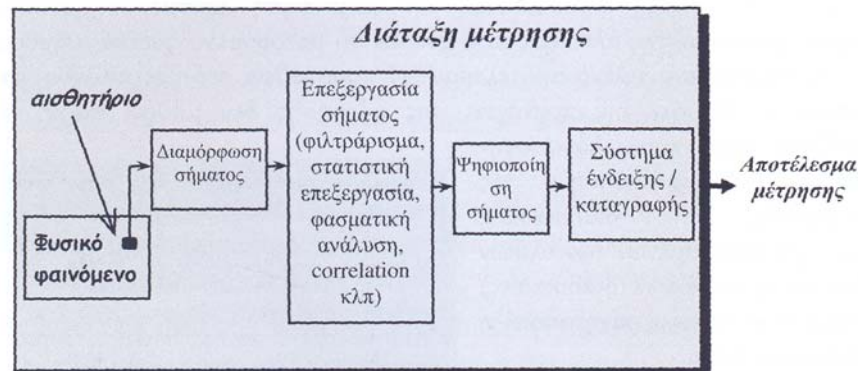 Διάταξη μέτρησης
αισθητήριο
Φυσικό
φαινόμενο
Διαμόρφωση
σήματος
Επεξεργασία
σήματος
(φιλτράρισμα,
στατιστική
επεξεργασία,
φασματική
ανάλυση,
correlation
κλπ)
Ψηφιοποίη
ση
σήματος
Σύστημα
ένδειξης /
καταγραφής
Αποτέλεσμα
μέτρησης